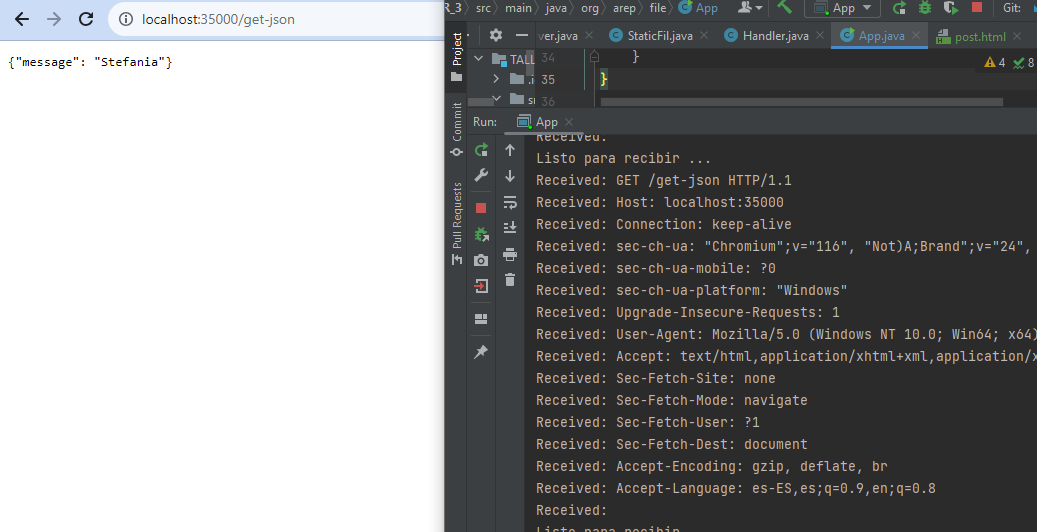 localhost:35000/get-json
{"message": "Stefania"}
R_3 src main java org arep file App App Git:
ver.java StaticFil.java Handler.java App.java post.html
Project
TALL
34 }
4 8
35 }
36
Commit
Pull Requests
Run: App
Received:
Listo para recibir ...
Received: GET /get-json HTTP/1.1
Received: Host: localhost:35000
Received: Connection: keep-alive
Received: sec-ch-ua: "Chromium";v="116", "Not)A;Brand";v="24",
Received: sec-ch-ua-mobile: ?0
Received: sec-ch-ua-platform: "Windows"
Received: Upgrade-Insecure-Requests: 1
Received: User-Agent: Mozilla/5.0 (Windows NT 10.0; Win64; x64)
Received: Accept: text/html,application/xhtml+xml,application/x
Received: Sec-Fetch-Site: none
Received: Sec-Fetch-Mode: navigate
Received: Sec-Fetch-User: ?1
Received: Sec-Fetch-Dest: document
Received: Accept-Encoding: gzip, deflate, br
Received: Accept-Language: es-ES,es;q=0.9,en;q=0.8
Received:
Listo para recibir